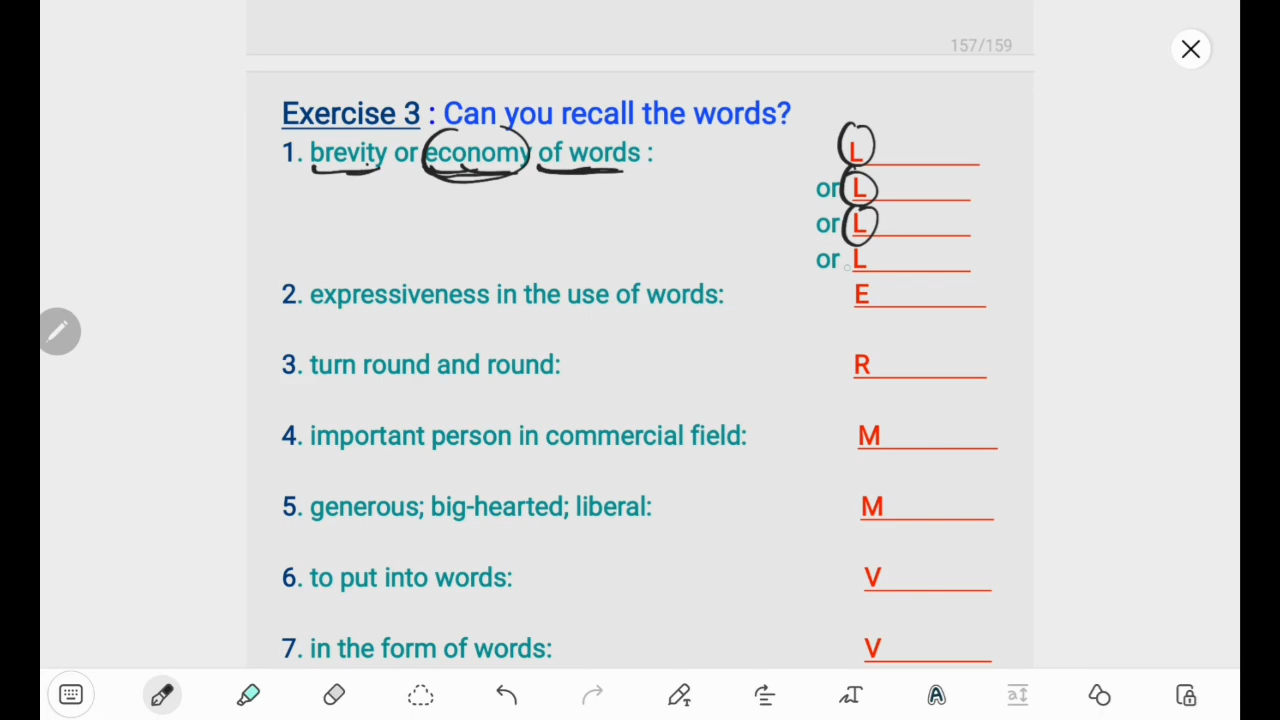 157/159
Exercise 3 : Can you recall the words?
1. brevity or economy of words : L
or L
or L
or L
2. expressiveness in the use of words: E
3. turn round and round: R
4. important person in commercial field: M
5. generous; big-hearted; liberal: M
6. to put into words: V
7. in the form of words: V